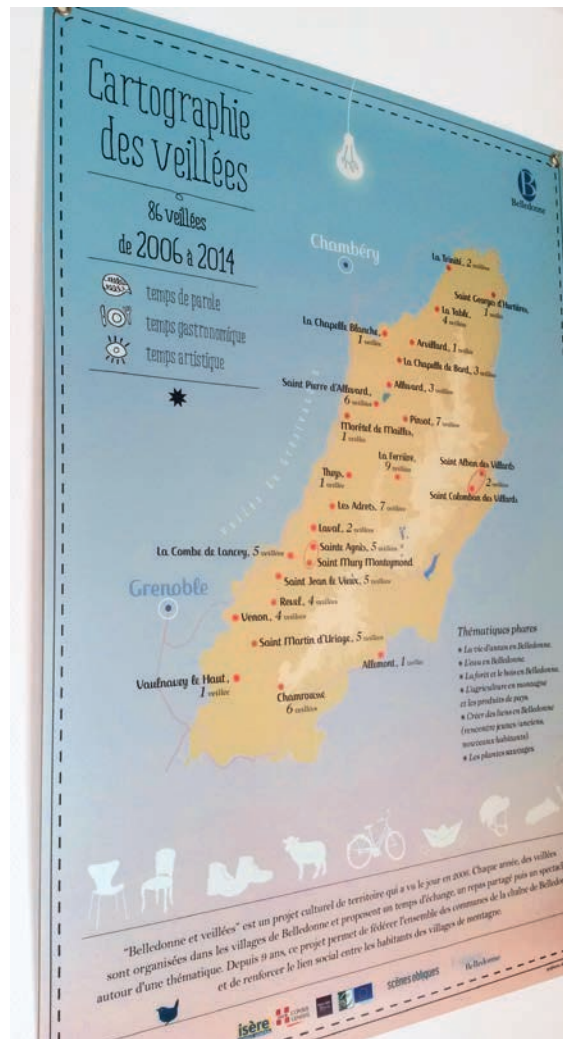 Cartographie
des veillées
86 veillées
de 2006 à 2014
temps de parole
temps gastronomique
temps artistique
Belledonne
Chambéry
La Trinité, 2 veillées
Saint Georges d'Hurtières,
1 veillée
La Table,
4 veillées
La Chapelle Blanche,
1 veillée
Arvillard, 1 veillée
La Chapelle du Bard, 3 veillées
Saint Pierre d'Allevard,
6 veillées
Allevard, 3 veillées
Pinsot, 7 veillées
Morêtel de Mailles,
1 veillée
La Ferrière,
9 veillées
Saint Alban des Villards
2 veillées
Saint Colomban des Villards
Theys,
1 veillée
Les Adrets, 7 veillées
Vallée du Grésivaudan
Laval, 2 veillées
La Combe de Lancey, 5 veillées
Sainte Agnès, 5 veillées
Saint Mury Monteymond
Saint Jean le Vieux, 5 veillées
Grenoble
Revel, 4 veillées
Venon, 4 veillées
Saint Martin d'Uriage, 5 veillées
Allemont, 1 veillée
Vaulnavey le Haut,
1 veillée
Chamrousse
6 veillées
Thématiques phares
* La vie d'antan en Belledonne.
* L'eau en Belledonne.
* La forêt et le bois en Belledonne.
* L'agriculture en montagne
et les produits de pays.
* Créer des liens en Belledonne
(rencontre jeunes/anciens,
nouveaux habitants)
* Les plantes sauvages.
"Belledonne et veillées" est un projet culturel de territoire qui a vu le jour en 2006. Chaque année, des veillées
sont organisées dans les villages de Belledonne et proposent un temps d'échange, un repas partagé puis un spectacle
autour d'une thématique. Depuis 9 ans, ce projet permet de fédérer l'ensemble des communes de la chaîne de Belledo
et de renforcer le lien social entre les habitants des villages de montagne.
isère
scènes obliques
Belledonne